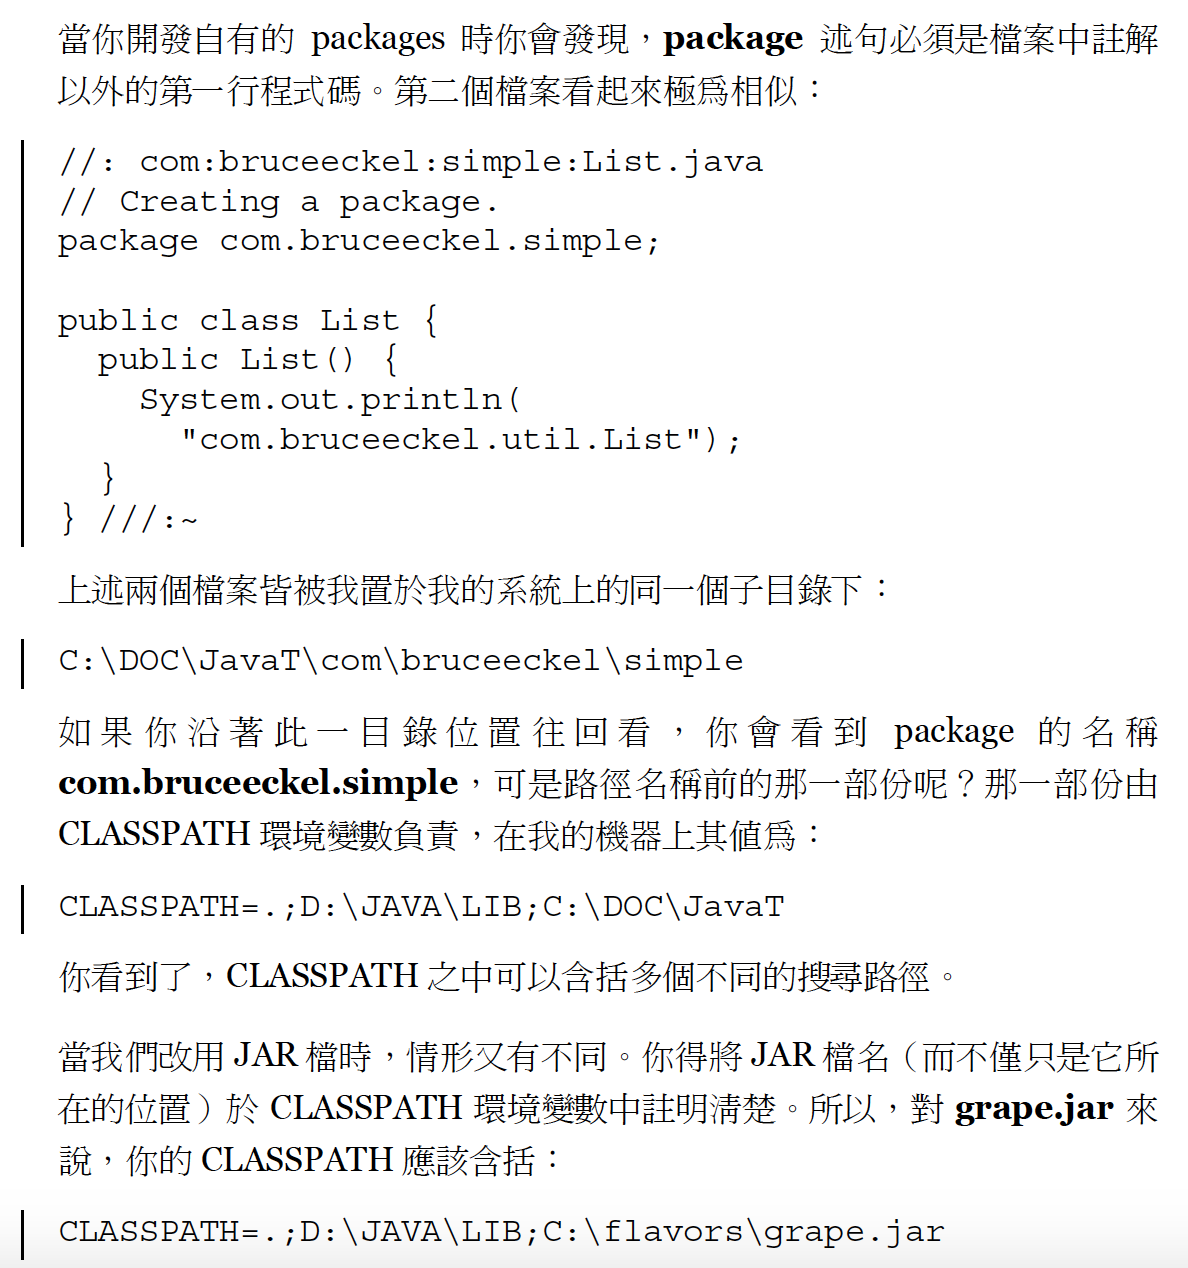 當你開發自有的 packages 時你會發現，package 述句必須是檔案中註解
以外的第一行程式碼。第二個檔案看起來極為相似：
//: com:bruceeckel:simple:List.java
// Creating a package.
package com.bruceeckel.simple;
public class List {
  public List() {
    System.out.println(
      "com.bruceeckel.util.List");
  }
} ///:~
上述兩個檔案皆被我置於我的系統上的同一個子目錄下：
C:\DOC\JavaT\com\bruceeckel\simple
如果你沿著此一目錄位置往回看，你會看到 package 的名稱
com.bruceeckel.simple，可是路徑名稱前的那一部份呢？那一部份由
CLASSPATH 環境變數負責，在我的機器上其值為：
CLASSPATH=.;D:\JAVA\LIB;C:\DOC\JavaT
你看到了，CLASSPATH 之中可以含括多個不同的搜尋路徑。
當我們改用 JAR 檔時，情形又有不同。你得將 JAR 檔名（而不僅只是它所
在的位置）於 CLASSPATH 環境變數中註明清楚。所以，對 grape.jar 來
說，你的 CLASSPATH 應該含括：
CLASSPATH=.;D:\JAVA\LIB;C:\flavors\grape.jar